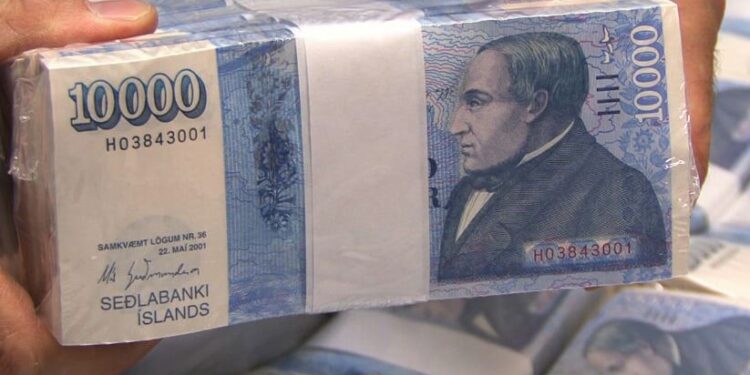 10000
H03843001
SAMKVÆMT LÖGUM NR.36
22. MAÍ 2001
SEÐLABANKI
ÍSLANDS
10000
H03843001